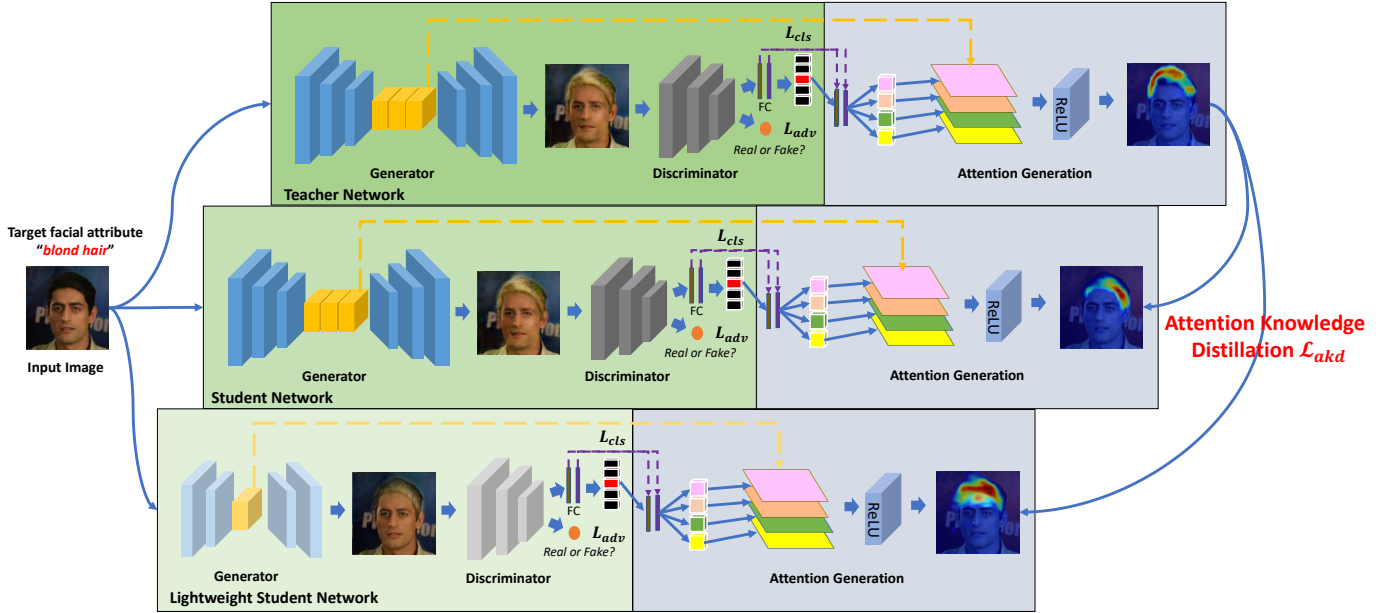 Target facial attribute
"blond hair"
Input Image
L_cls
FC
L_adv
Real or Fake?
Generator
Discriminator
Teacher Network
ReLU
Attention Generation
L_cls
FC
L_adv
Real or Fake?
Generator
Discriminator
Student Network
ReLU
Attention Generation
L_cls
FC
L_adv
Real or Fake?
Generator
Discriminator
Lightweight Student Network
ReLU
Attention Generation
Attention Knowledge
Distillation ℒ_akd